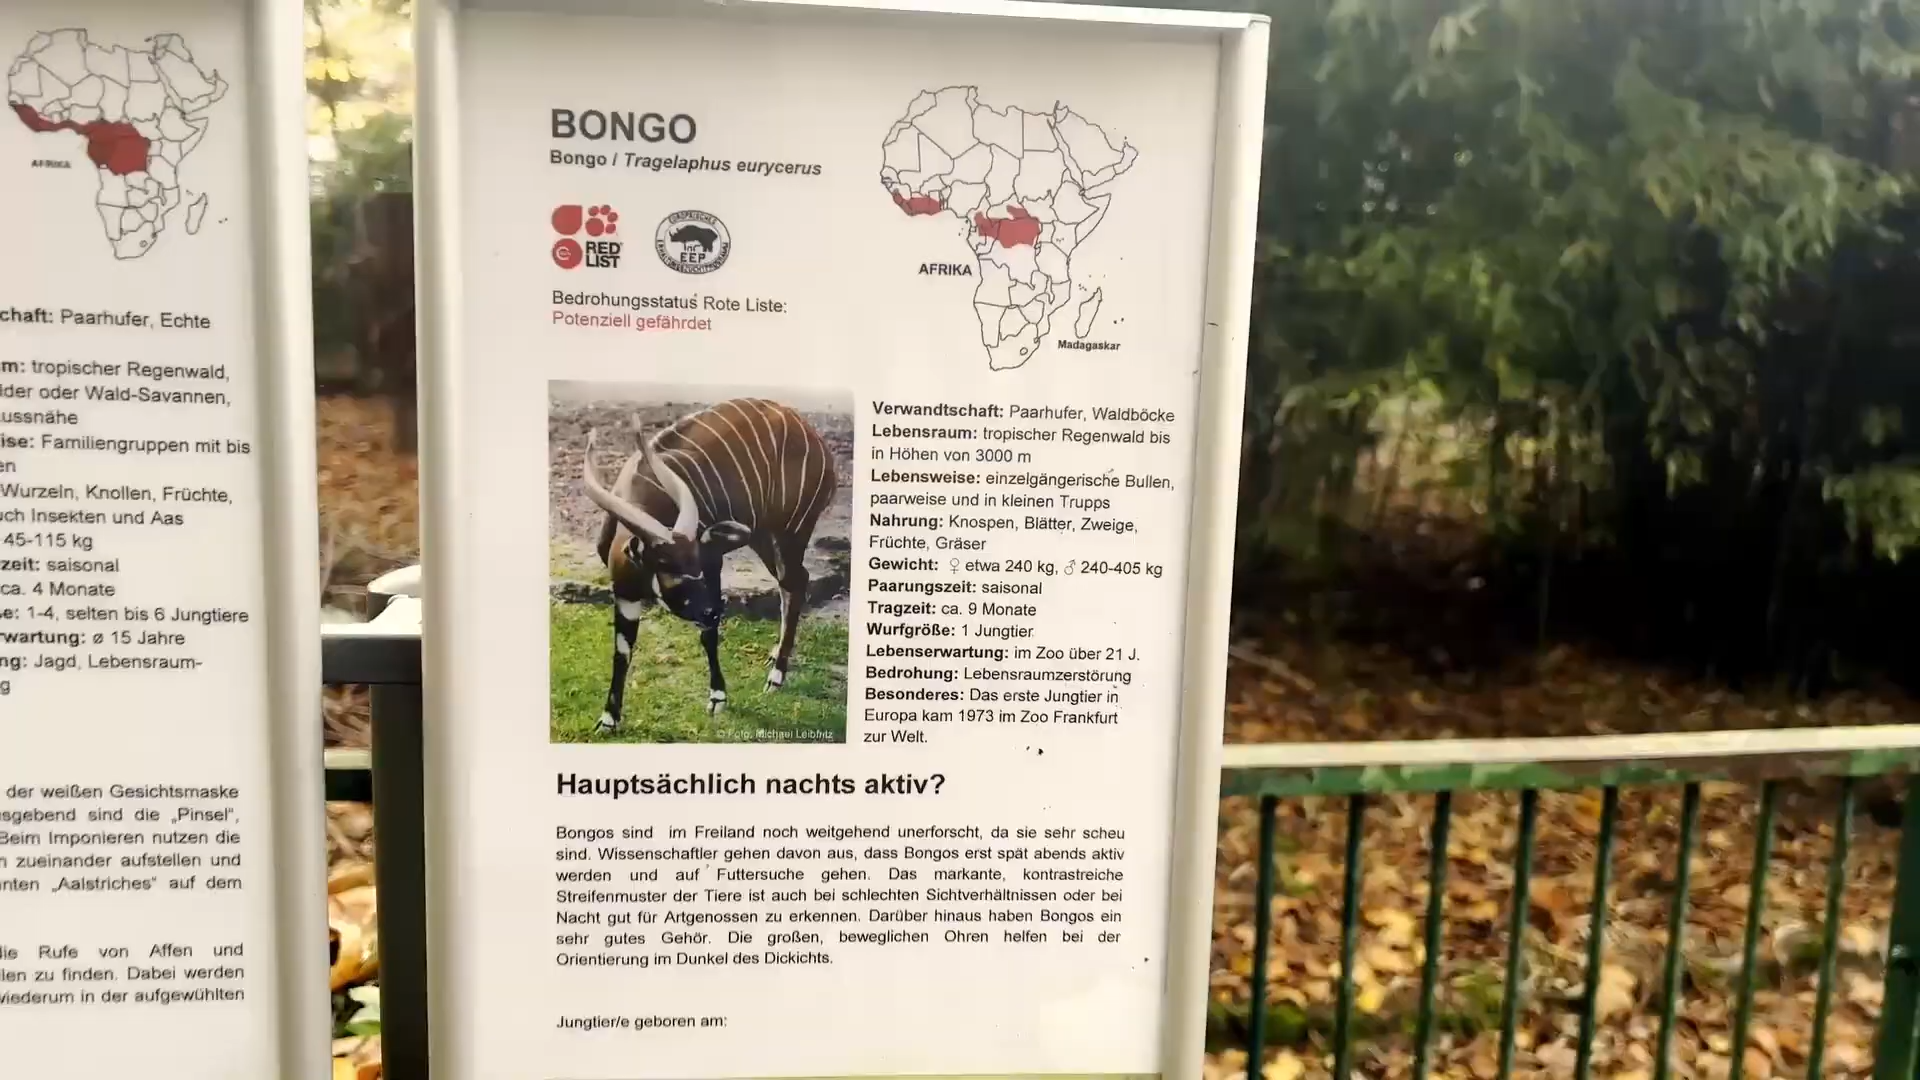 AFRIKA
chaft: Paarhufer, Echte
m: tropischer Regenwald,
lder oder Wald-Savannen,
ussnähe
ise: Familiengruppen mit bis
en
Wurzeln, Knollen, Früchte,
ch Insekten und Aas
45-115 kg
zeit: saisonal
ca. 4 Monate
e: 1-4, selten bis 6 Jungtiere
rwartung: ø 15 Jahre
ng: Jagd, Lebensraum-
g
der weißen Gesichtsmaske
sgebend sind die „Pinsel“,
Beim Imponieren nutzen die
n zueinander aufstellen und
nten „Aalstriches“ auf dem
ie Rufe von Affen und
len zu finden. Dabei werden
wiederum in der aufgewühlten
BONGO
Bongo / Tragelaphus eurycerus
RED
LIST
EEP
Bedrohungsstatus Rote Liste:
Potenziell gefährdet
AFRIKA
Madagaskar
© Foto: Michael Leibfritz
Verwandtschaft: Paarhufer, Waldböcke
Lebensraum: tropischer Regenwald bis
in Höhen von 3000 m
Lebensweise: einzelgängerische Bullen,
paarweise und in kleinen Trupps
Nahrung: Knospen, Blätter, Zweige,
Früchte, Gräser
Gewicht: ♀ etwa 240 kg, ♂ 240-405 kg
Paarungszeit: saisonal
Tragzeit: ca. 9 Monate
Wurfgröße: 1 Jungtier
Lebenserwartung: im Zoo über 21 J.
Bedrohung: Lebensraumzerstörung
Besonderes: Das erste Jungtier in
Europa kam 1973 im Zoo Frankfurt
zur Welt.
Hauptsächlich nachts aktiv?
Bongos sind im Freiland noch weitgehend unerforscht, da sie sehr scheu
sind. Wissenschaftler gehen davon aus, dass Bongos erst spät abends aktiv
werden und auf Futtersuche gehen. Das markante, kontrastreiche
Streifenmuster der Tiere ist auch bei schlechten Sichtverhältnissen oder bei
Nacht gut für Artgenossen zu erkennen. Darüber hinaus haben Bongos ein
sehr gutes Gehör. Die großen, beweglichen Ohren helfen bei der
Orientierung im Dunkel des Dickichts.
Jungtier/e geboren am: